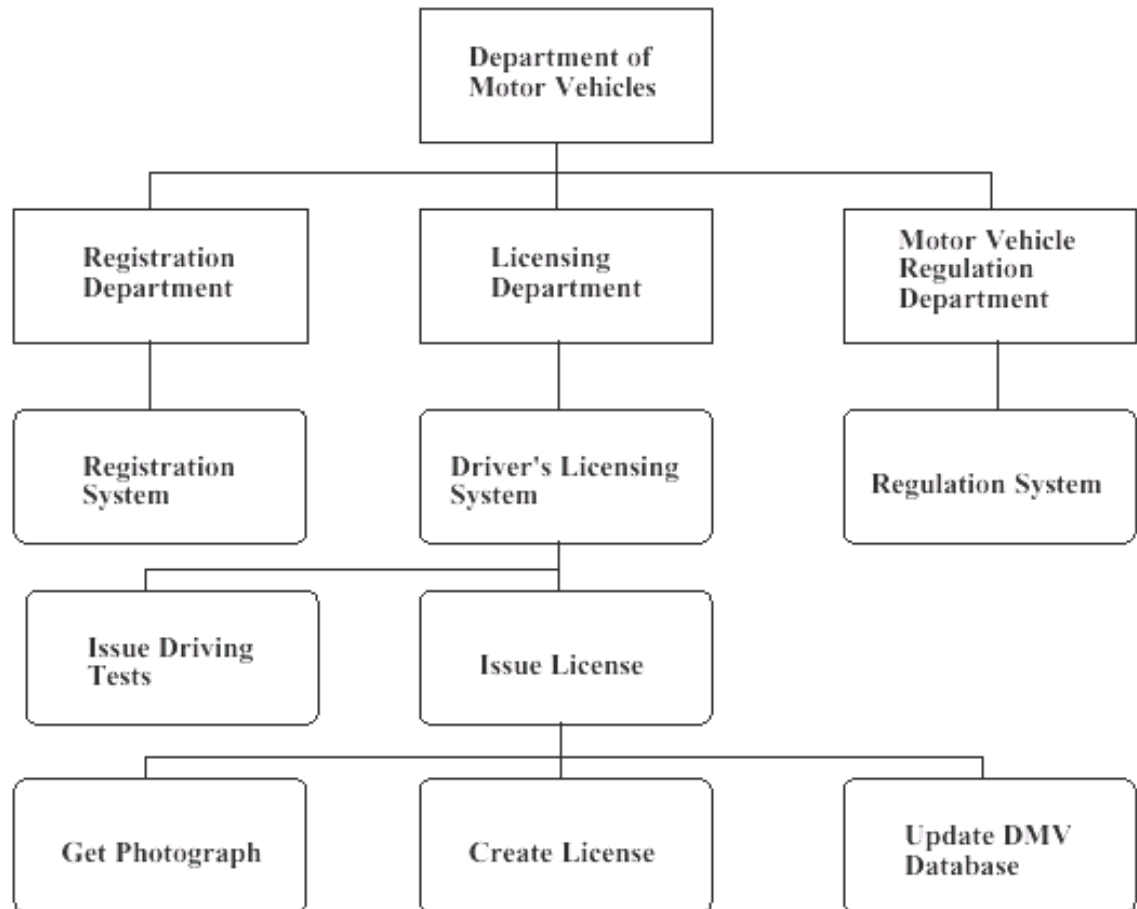 Department of
Motor Vehicles
Registration
Department
Licensing
Department
Motor Vehicle
Regulation
Department
Registration
System
Driver's Licensing
System
Regulation System
Issue Driving
Tests
Issue License
Get Photograph
Create License
Update DMV
Database